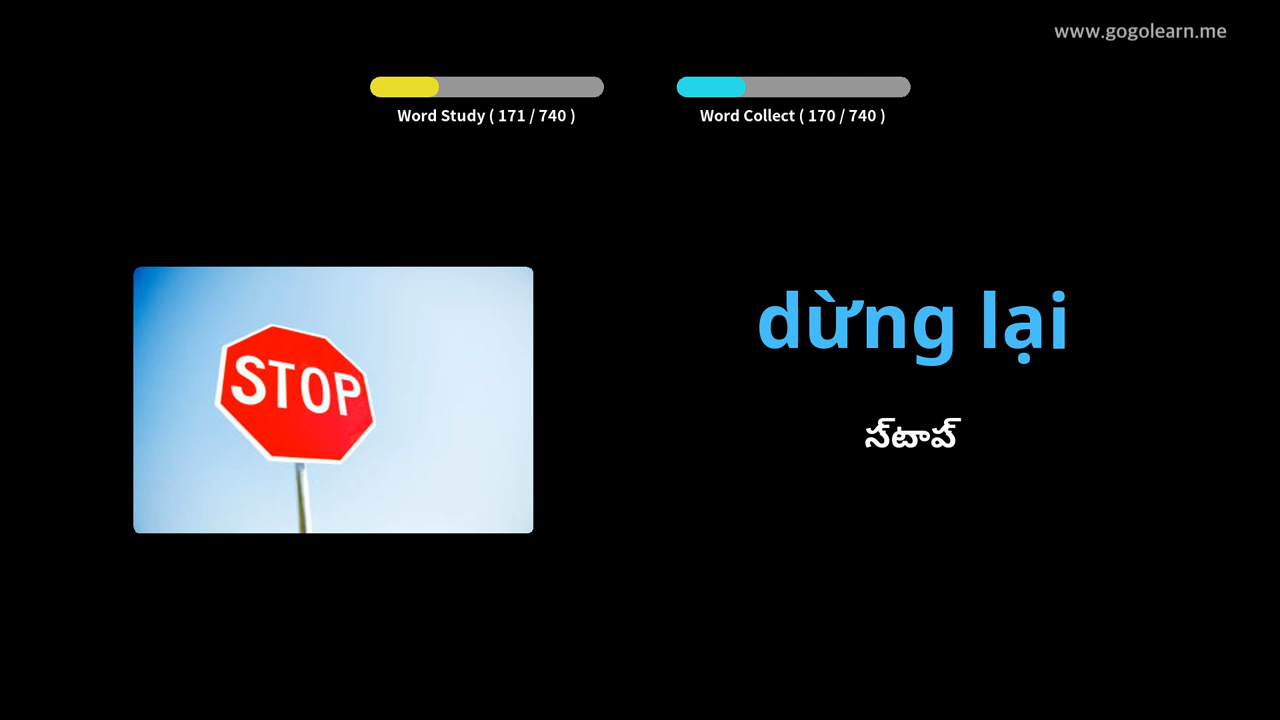 www.gogolearn.me
Word Study ( 171 / 740 )
Word Collect ( 170 / 740 )
STOP
dừng lại
స్‌టాప్